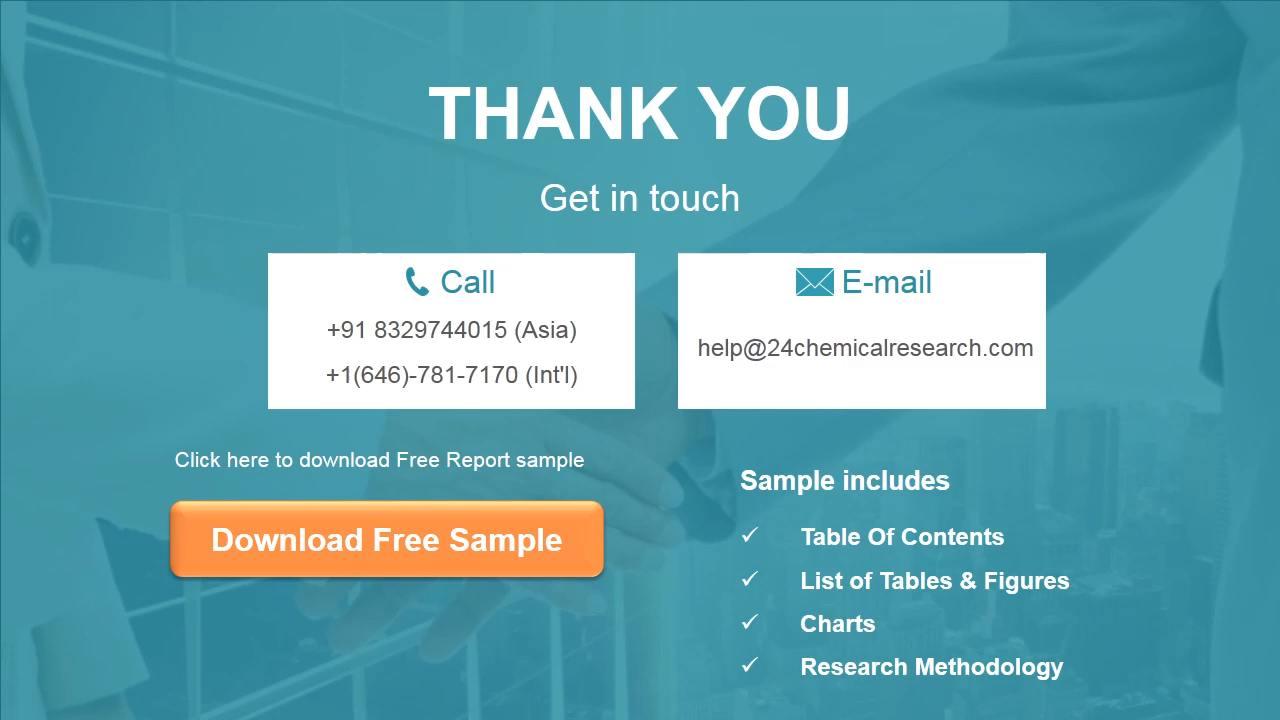 THANK YOU
Get in touch
Call
+91 8329744015 (Asia)
+1(646)-781-7170 (Int'l)
E-mail
help@24chemicalresearch.com
Click here to download Free Report sample
Download Free Sample
Sample includes
✓ Table Of Contents
✓ List of Tables & Figures
✓ Charts
✓ Research Methodology